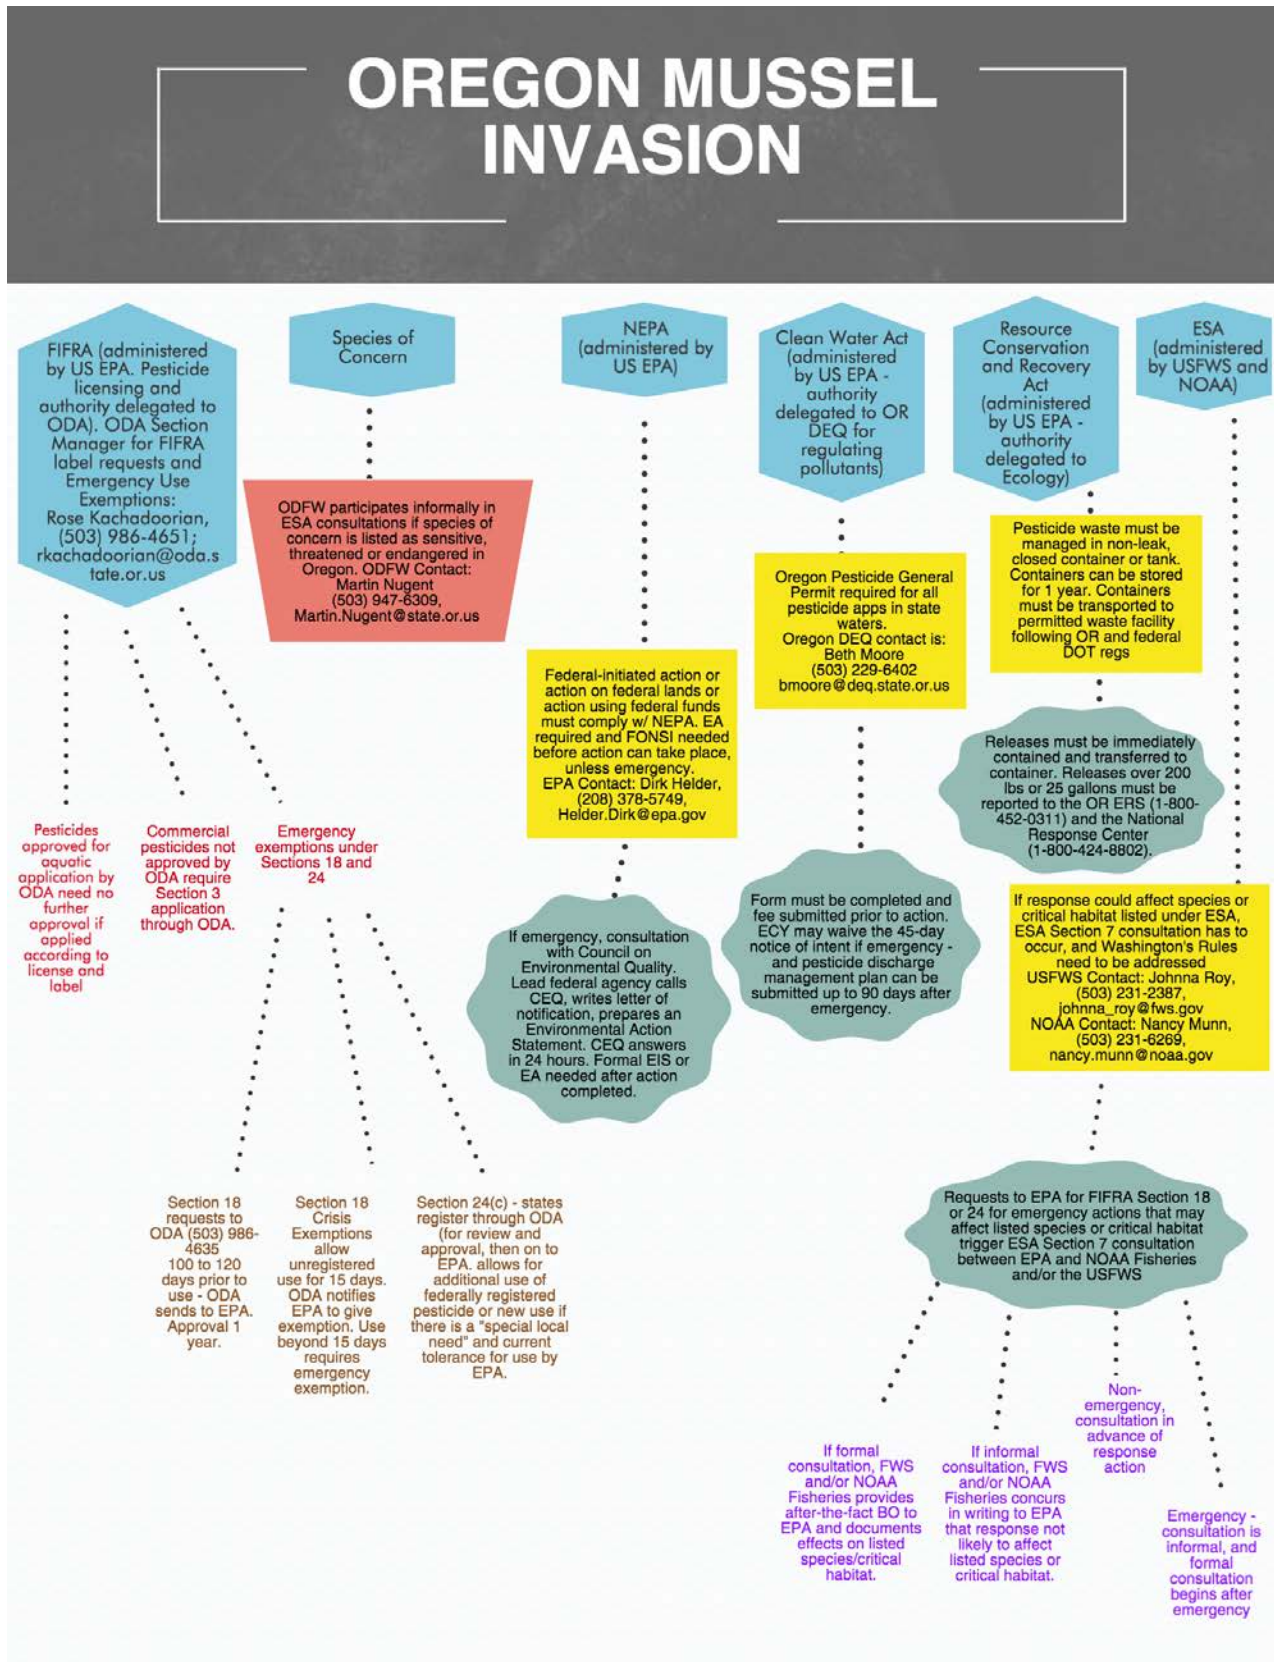 OREGON MUSSEL
INVASION
FIFRA (administered
by US EPA. Pesticide
licensing and
authority delegated to
ODA). ODA Section
Manager for FIFRA
label requests and
Emergency Use
Exemptions:
Rose Kachadoorian,
(503) 986-4651;
rkachadoorian@oda.s
tate.or.us
Species of
Concern
NEPA
(administered by
US EPA)
Clean Water Act
(administered
by US EPA -
authority
delegated to OR
DEQ for
regulating
pollutants)
Resource
Conservation
and Recovery
Act
(administered
by US EPA -
authority
delegated to
Ecology)
ESA
(administered
by USFWS and
NOAA)
ODFW participates informally in
ESA consultations if species of
concern is listed as sensitive,
threatened or endangered in
Oregon. ODFW Contact:
Martin Nugent
(503) 947-6309,
Martin.Nugent@state.or.us
Federal-initiated action or
action on federal lands or
action using federal funds
must comply w/ NEPA. EA
required and FONSI needed
before action can take place,
unless emergency.
EPA Contact: Dirk Helder,
(208) 378-5749,
Helder.Dirk@epa.gov
Oregon Pesticide General
Permit required for all
pesticide apps in state
waters.
Oregon DEQ contact is:
Beth Moore
(503) 229-6402
bmoore@deq.state.or.us
Pesticide waste must be
managed in non-leak,
closed container or tank.
Containers can be stored
for 1 year. Containers
must be transported to
permitted waste facility
following OR and federal
DOT regs
Releases must be immediately
contained and transferred to
container. Releases over 200
lbs or 25 gallons must be
reported to the OR ERS (1-800-
452-0311) and the National
Response Center
(1-800-424-8802).
Pesticides
approved for
aquatic
application by
ODA need no
further
approval if
applied
according to
license and
label
Commercial
pesticides not
approved by
ODA require
Section 3
application
through ODA.
Emergency
exemptions under
Sections 18 and
24
If emergency, consultation
with Council on
Environmental Quality.
Lead federal agency calls
CEQ, writes letter of
notification, prepares an
Environmental Action
Statement. CEQ answers
in 24 hours. Formal EIS or
EA needed after action
completed.
Form must be completed and
fee submitted prior to action.
ECY may waive the 45-day
notice of intent if emergency -
and pesticide discharge
management plan can be
submitted up to 90 days after
emergency.
If response could affect species or
critical habitat listed under ESA,
ESA Section 7 consultation has to
occur, and Washington's Rules
need to be addressed
USFWS Contact: Johnna Roy,
(503) 231-2387,
johnna_roy@fws.gov
NOAA Contact: Nancy Munn,
(503) 231-6269,
nancy.munn@noaa.gov
Section 18
requests to
ODA (503) 986-
4635
100 to 120
days prior to
use - ODA
sends to EPA.
Approval 1
year.
Section 18
Crisis
Exemptions
allow
unregistered
use for 15 days.
ODA notifies
EPA to give
exemption. Use
beyond 15 days
requires
emergency
exemption.
Section 24(c) - states
register through ODA
(for review and
approval, then on to
EPA. allows for
additional use of
federally registered
pesticide or new use if
there is a "special local
need" and current
tolerance for use by
EPA.
Requests to EPA for FIFRA Section 18
or 24 for emergency actions that may
affect listed species or critical habitat
trigger ESA Section 7 consultation
between EPA and NOAA Fisheries
and/or the USFWS
If formal
consultation, FWS
and/or NOAA
Fisheries provides
after-the-fact BO to
EPA and documents
effects on listed
species/critical
habitat.
If informal
consultation, FWS
and/or NOAA
Fisheries concurs
in writing to EPA
that response not
likely to affect
listed species or
critical habitat.
Non-
emergency,
consultation in
advance of
response
action
Emergency -
consultation is
informal, and
formal
consultation
begins after
emergency